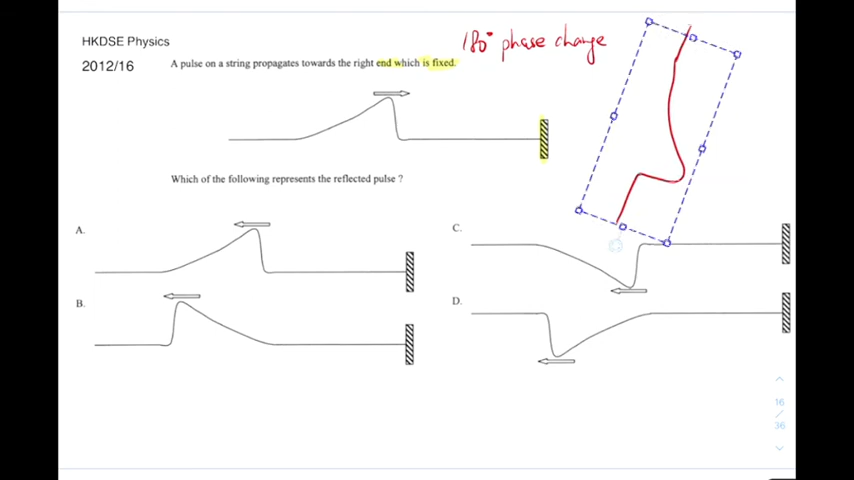 HKDSE Physics
180° phase change
2012/16
A pulse on a string propagates towards the right end which is fixed.
Which of the following represents the reflected pulse ?
A.
C.
B.
D.
16
/
36